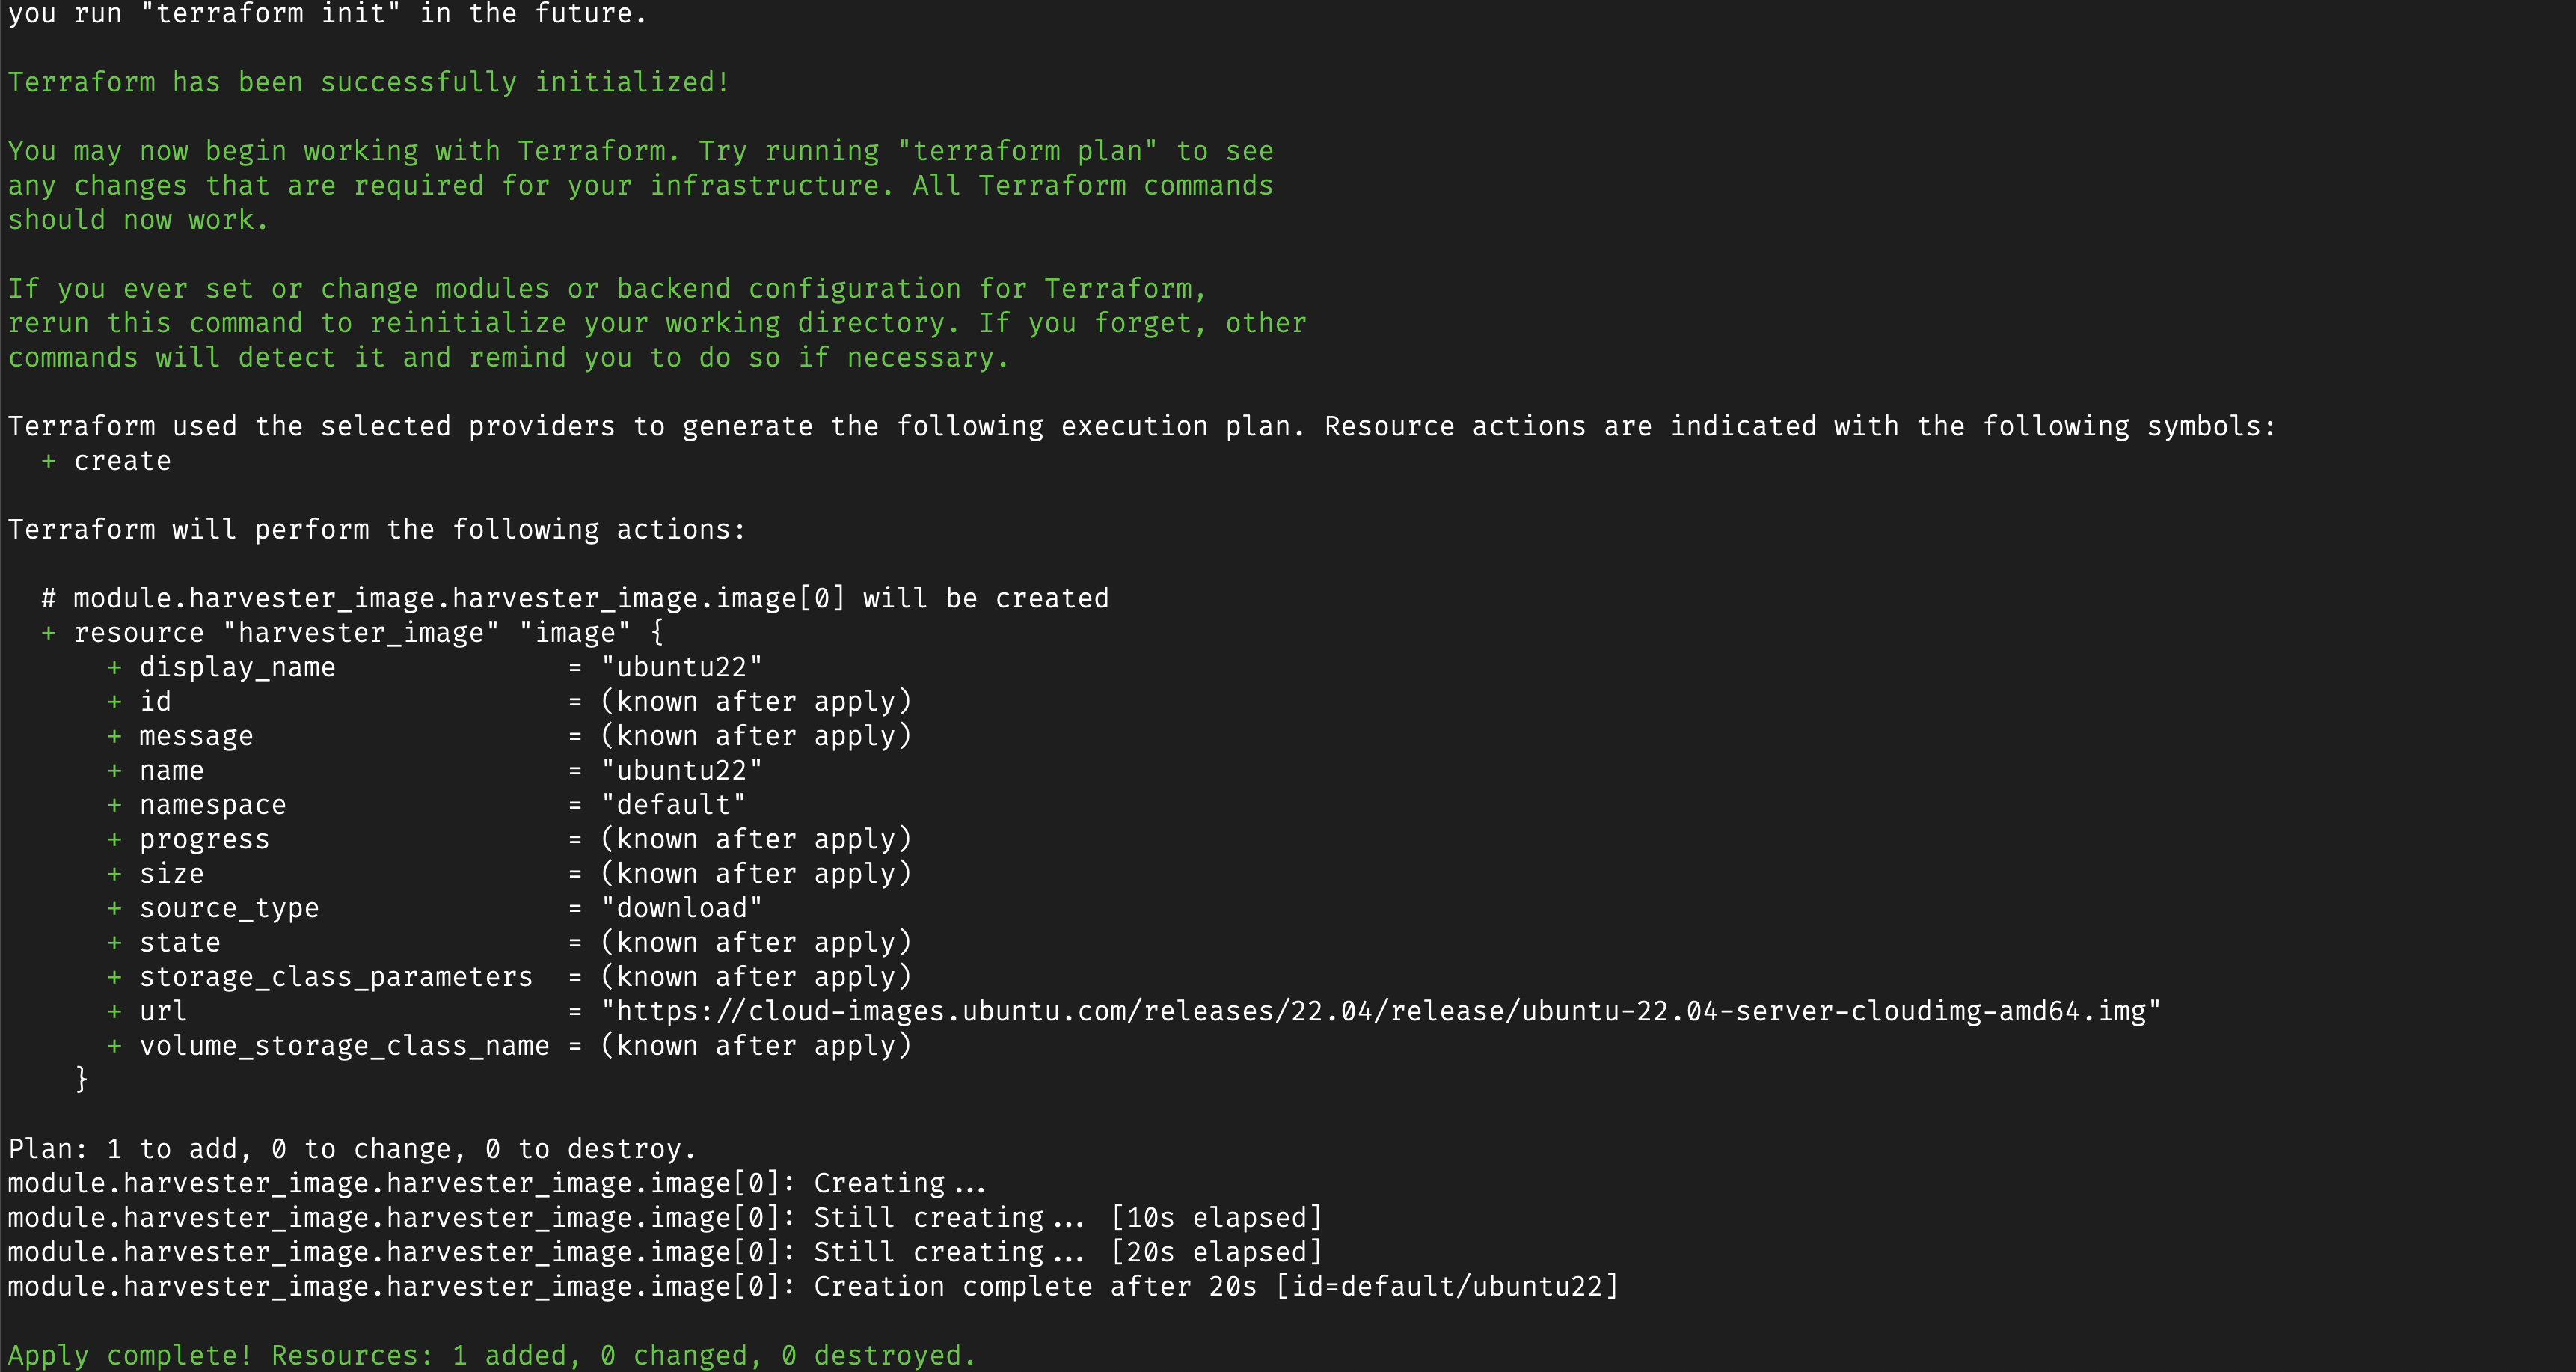 you run "terraform init" in the future.
Terraform has been successfully initialized!
You may now begin working with Terraform. Try running "terraform plan" to see
any changes that are required for your infrastructure. All Terraform commands
should now work.
If you ever set or change modules or backend configuration for Terraform,
rerun this command to reinitialize your working directory. If you forget, other
commands will detect it and remind you to do so if necessary.
Terraform used the selected providers to generate the following execution plan. Resource actions are indicated with the following symbols:
  + create
Terraform will perform the following actions:
  # module.harvester_image.harvester_image.image[0] will be created
  + resource "harvester_image" "image" {
      + display_name              = "ubuntu22"
      + id                        = (known after apply)
      + message                   = (known after apply)
      + name                      = "ubuntu22"
      + namespace                 = "default"
      + progress                  = (known after apply)
      + size                      = (known after apply)
      + source_type               = "download"
      + state                     = (known after apply)
      + storage_class_parameters  = (known after apply)
      + url                       = "https://cloud-images.ubuntu.com/releases/22.04/release/ubuntu-22.04-server-cloudimg-amd64.img"
      + volume_storage_class_name = (known after apply)
    }
Plan: 1 to add, 0 to change, 0 to destroy.
module.harvester_image.harvester_image.image[0]: Creating...
module.harvester_image.harvester_image.image[0]: Still creating... [10s elapsed]
module.harvester_image.harvester_image.image[0]: Still creating... [20s elapsed]
module.harvester_image.harvester_image.image[0]: Creation complete after 20s [id=default/ubuntu22]
Apply complete! Resources: 1 added, 0 changed, 0 destroyed.